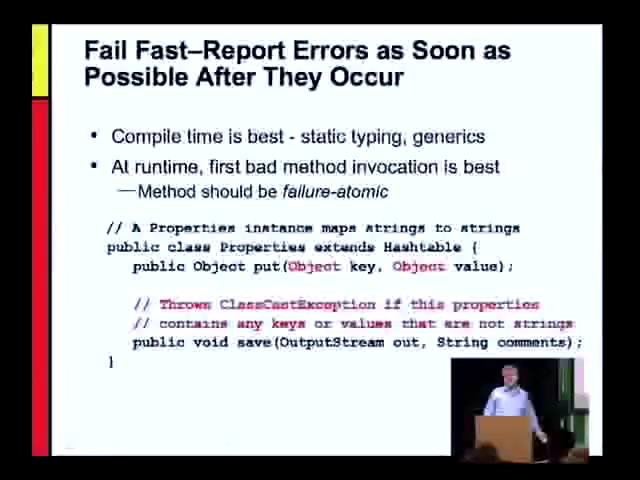 Fail Fast–Report Errors as Soon as
Possible After They Occur
• Compile time is best - static typing, generics
• At runtime, first bad method invocation is best
—Method should be failure-atomic
// A Properties instance maps strings to strings
public class Properties extends Hashtable {
public Object put(Object key, Object value);
// Throws ClassCastException if this properties
// contains any keys or values that are not strings
public void save(OutputStream out, String comments);
}